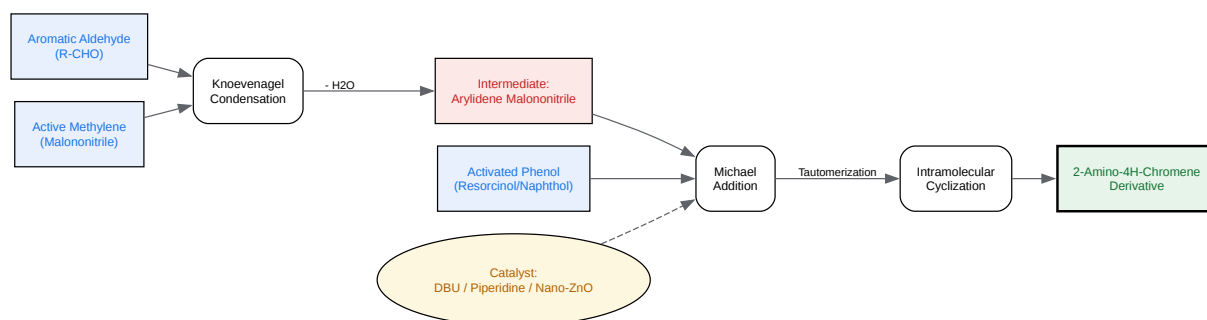 Aromatic Aldehyde
(R-CHO)
Active Methylene
(Malononitrile)
Knoevenagel
Condensation
- H2O
Intermediate:
Arylidene Malononitrile
Activated Phenol
(Resorcinol/Naphthol)
Catalyst:
DBU / Piperidine / Nano-ZnO
Michael
Addition
Tautomerization
Intramolecular
Cyclization
2-Amino-4H-Chromene
Derivative